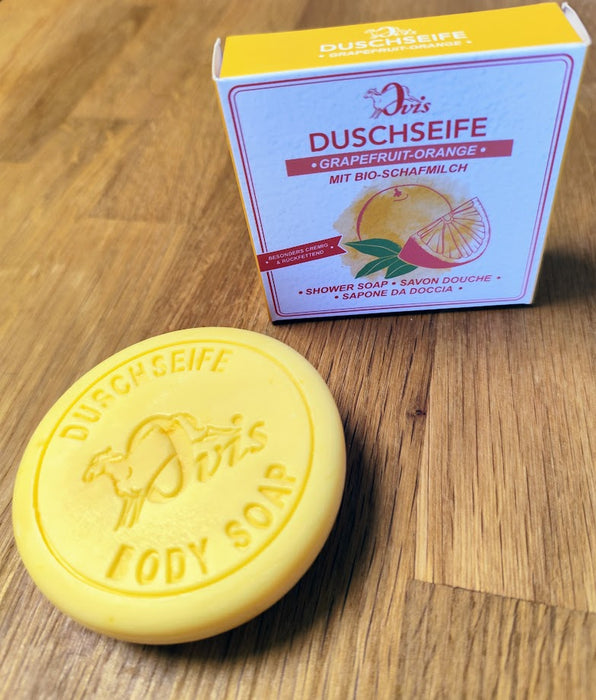 DUSCHSEIFE
• GRAPEFRUIT-ORANGE •
Ovis
DUSCHSEIFE
• GRAPEFRUIT-ORANGE •
MIT BIO-SCHAFMILCH
BESONDERS CREMIG
& RÜCKFETTEND
• SHOWER SOAP • SAVON DOUCHE •
• SAPONE DA DOCCIA •
DUSCHSEIFE
Ovis
BODY SOAP